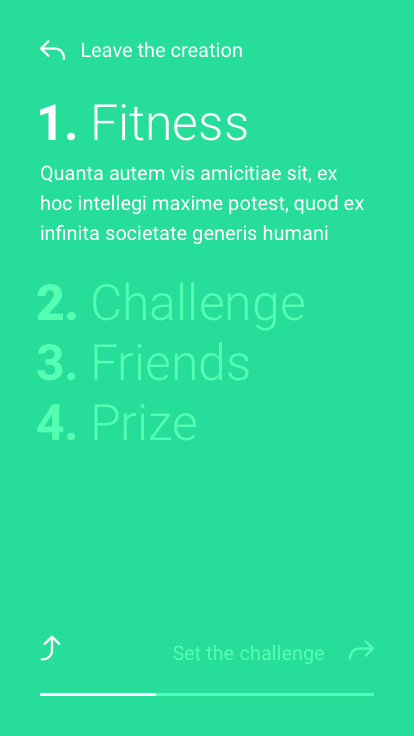 Leave the creation
1. Fitness
Quanta autem vis amicitiae sit, ex
hoc intellegi maxime potest, quod ex
infinita societate generis humani
2. Challenge
3. Friends
4. Prize
Set the challenge